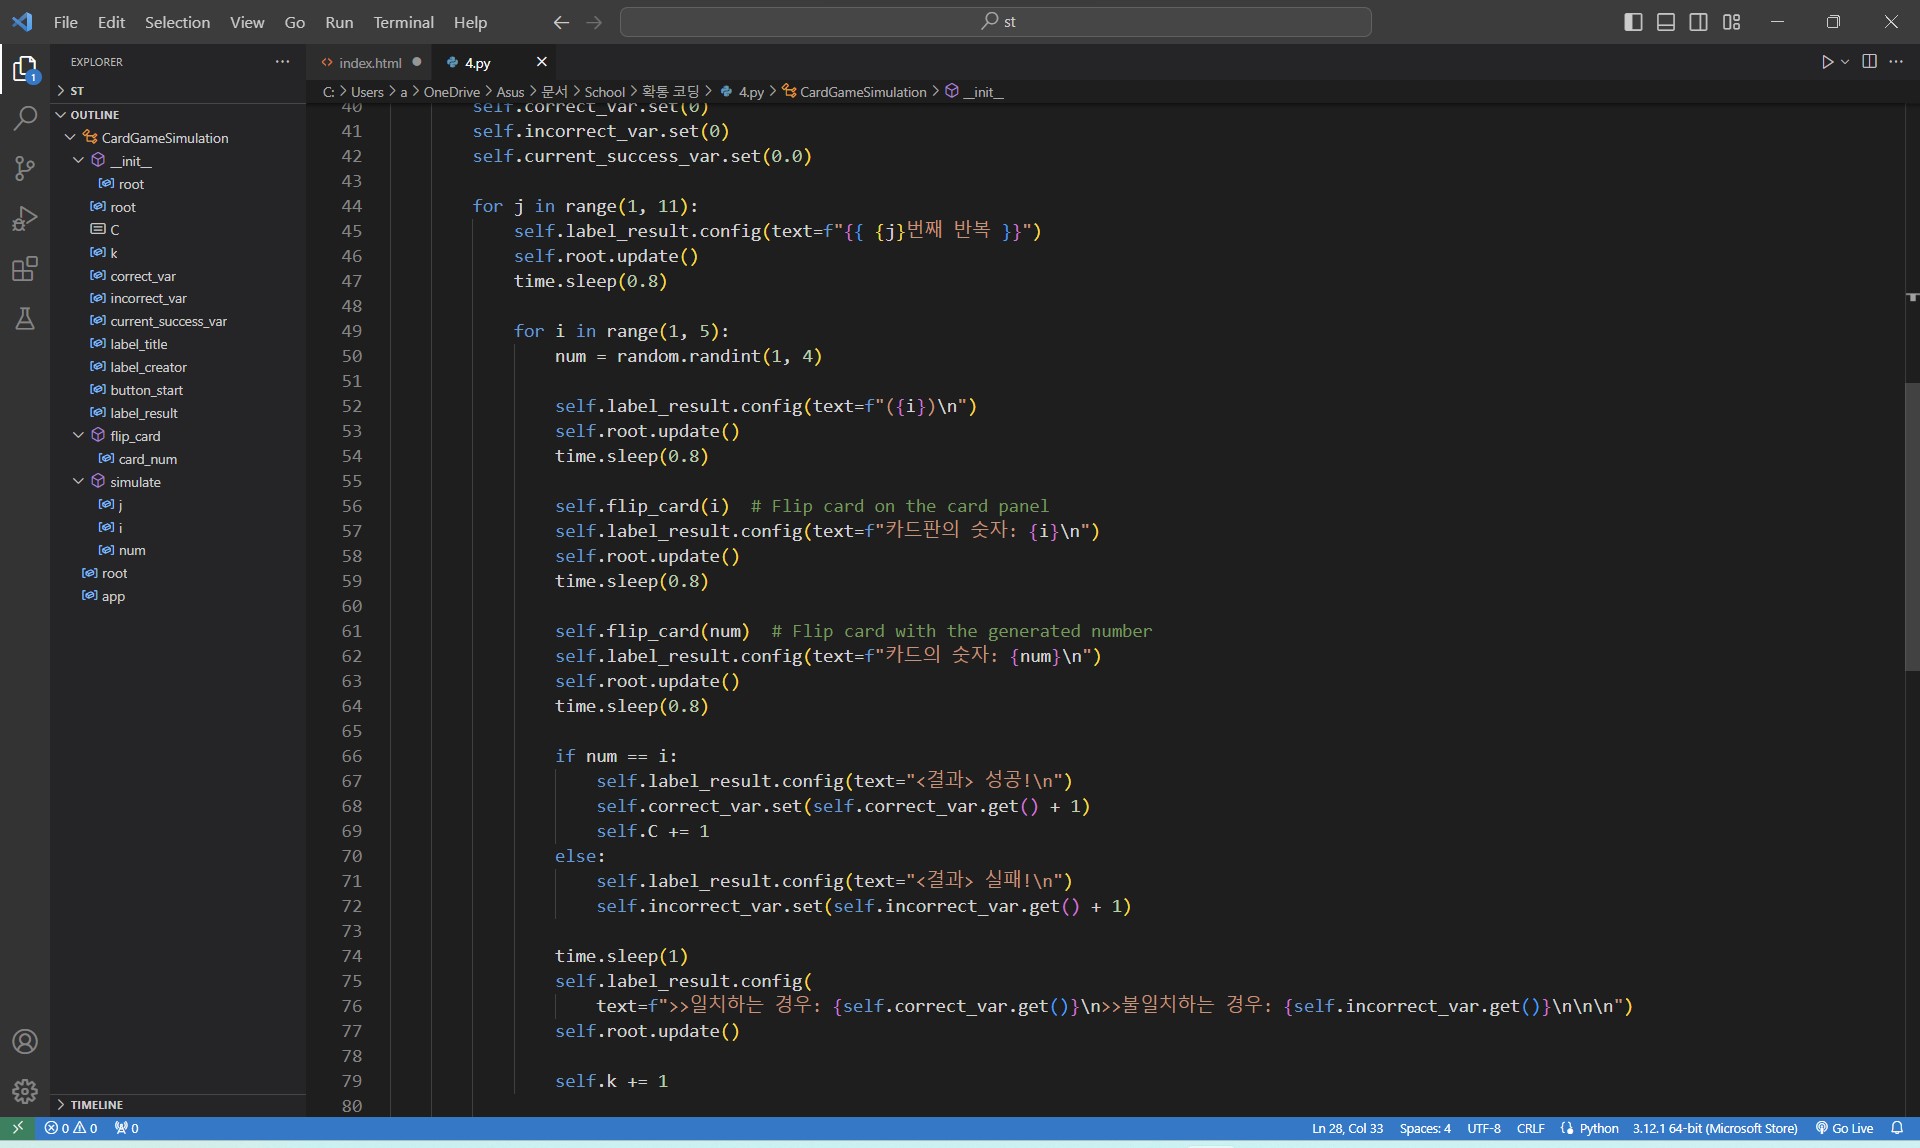 File Edit Selection View Go Run Terminal Help
st
EXPLORER
ST
OUTLINE
CardGameSimulation
__init__
root
root
C
k
correct_var
incorrect_var
current_success_var
label_title
label_creator
button_start
label_result
flip_card
card_num
simulate
j
i
num
root
app
TIMELINE
index.html
4.py
C: > Users > a > OneDrive > Asus > 문서 > School > 확통 코딩 > 4.py > CardGameSimulation > __init__
40 self.correct_var.set(0)
41 self.incorrect_var.set(0)
42 self.current_success_var.set(0.0)
43
44 for j in range(1, 11):
45 self.label_result.config(text=f"{{ {j}번째 반복 }}")
46 self.root.update()
47 time.sleep(0.8)
48
49 for i in range(1, 5):
50 num = random.randint(1, 4)
51
52 self.label_result.config(text=f"({i})\n")
53 self.root.update()
54 time.sleep(0.8)
55
56 self.flip_card(i)  # Flip card on the card panel
57 self.label_result.config(text=f"카드판의 숫자: {i}\n")
58 self.root.update()
59 time.sleep(0.8)
60
61 self.flip_card(num)  # Flip card with the generated number
62 self.label_result.config(text=f"카드의 숫자: {num}\n")
63 self.root.update()
64 time.sleep(0.8)
65
66 if num == i:
67 self.label_result.config(text="<결과> 성공!\n")
68 self.correct_var.set(self.correct_var.get() + 1)
69 self.C += 1
70 else:
71 self.label_result.config(text="<결과> 실패!\n")
72 self.incorrect_var.set(self.incorrect_var.get() + 1)
73
74 time.sleep(1)
75 self.label_result.config(
76 text=f">>일치하는 경우: {self.correct_var.get()}\n>>불일치하는 경우: {self.incorrect_var.get()}\n\n\n")
77 self.root.update()
78
79 self.k += 1
80
1
0 0 0
Ln 28, Col 33 Spaces: 4 UTF-8 CRLF Python 3.12.1 64-bit (Microsoft Store) Go Live